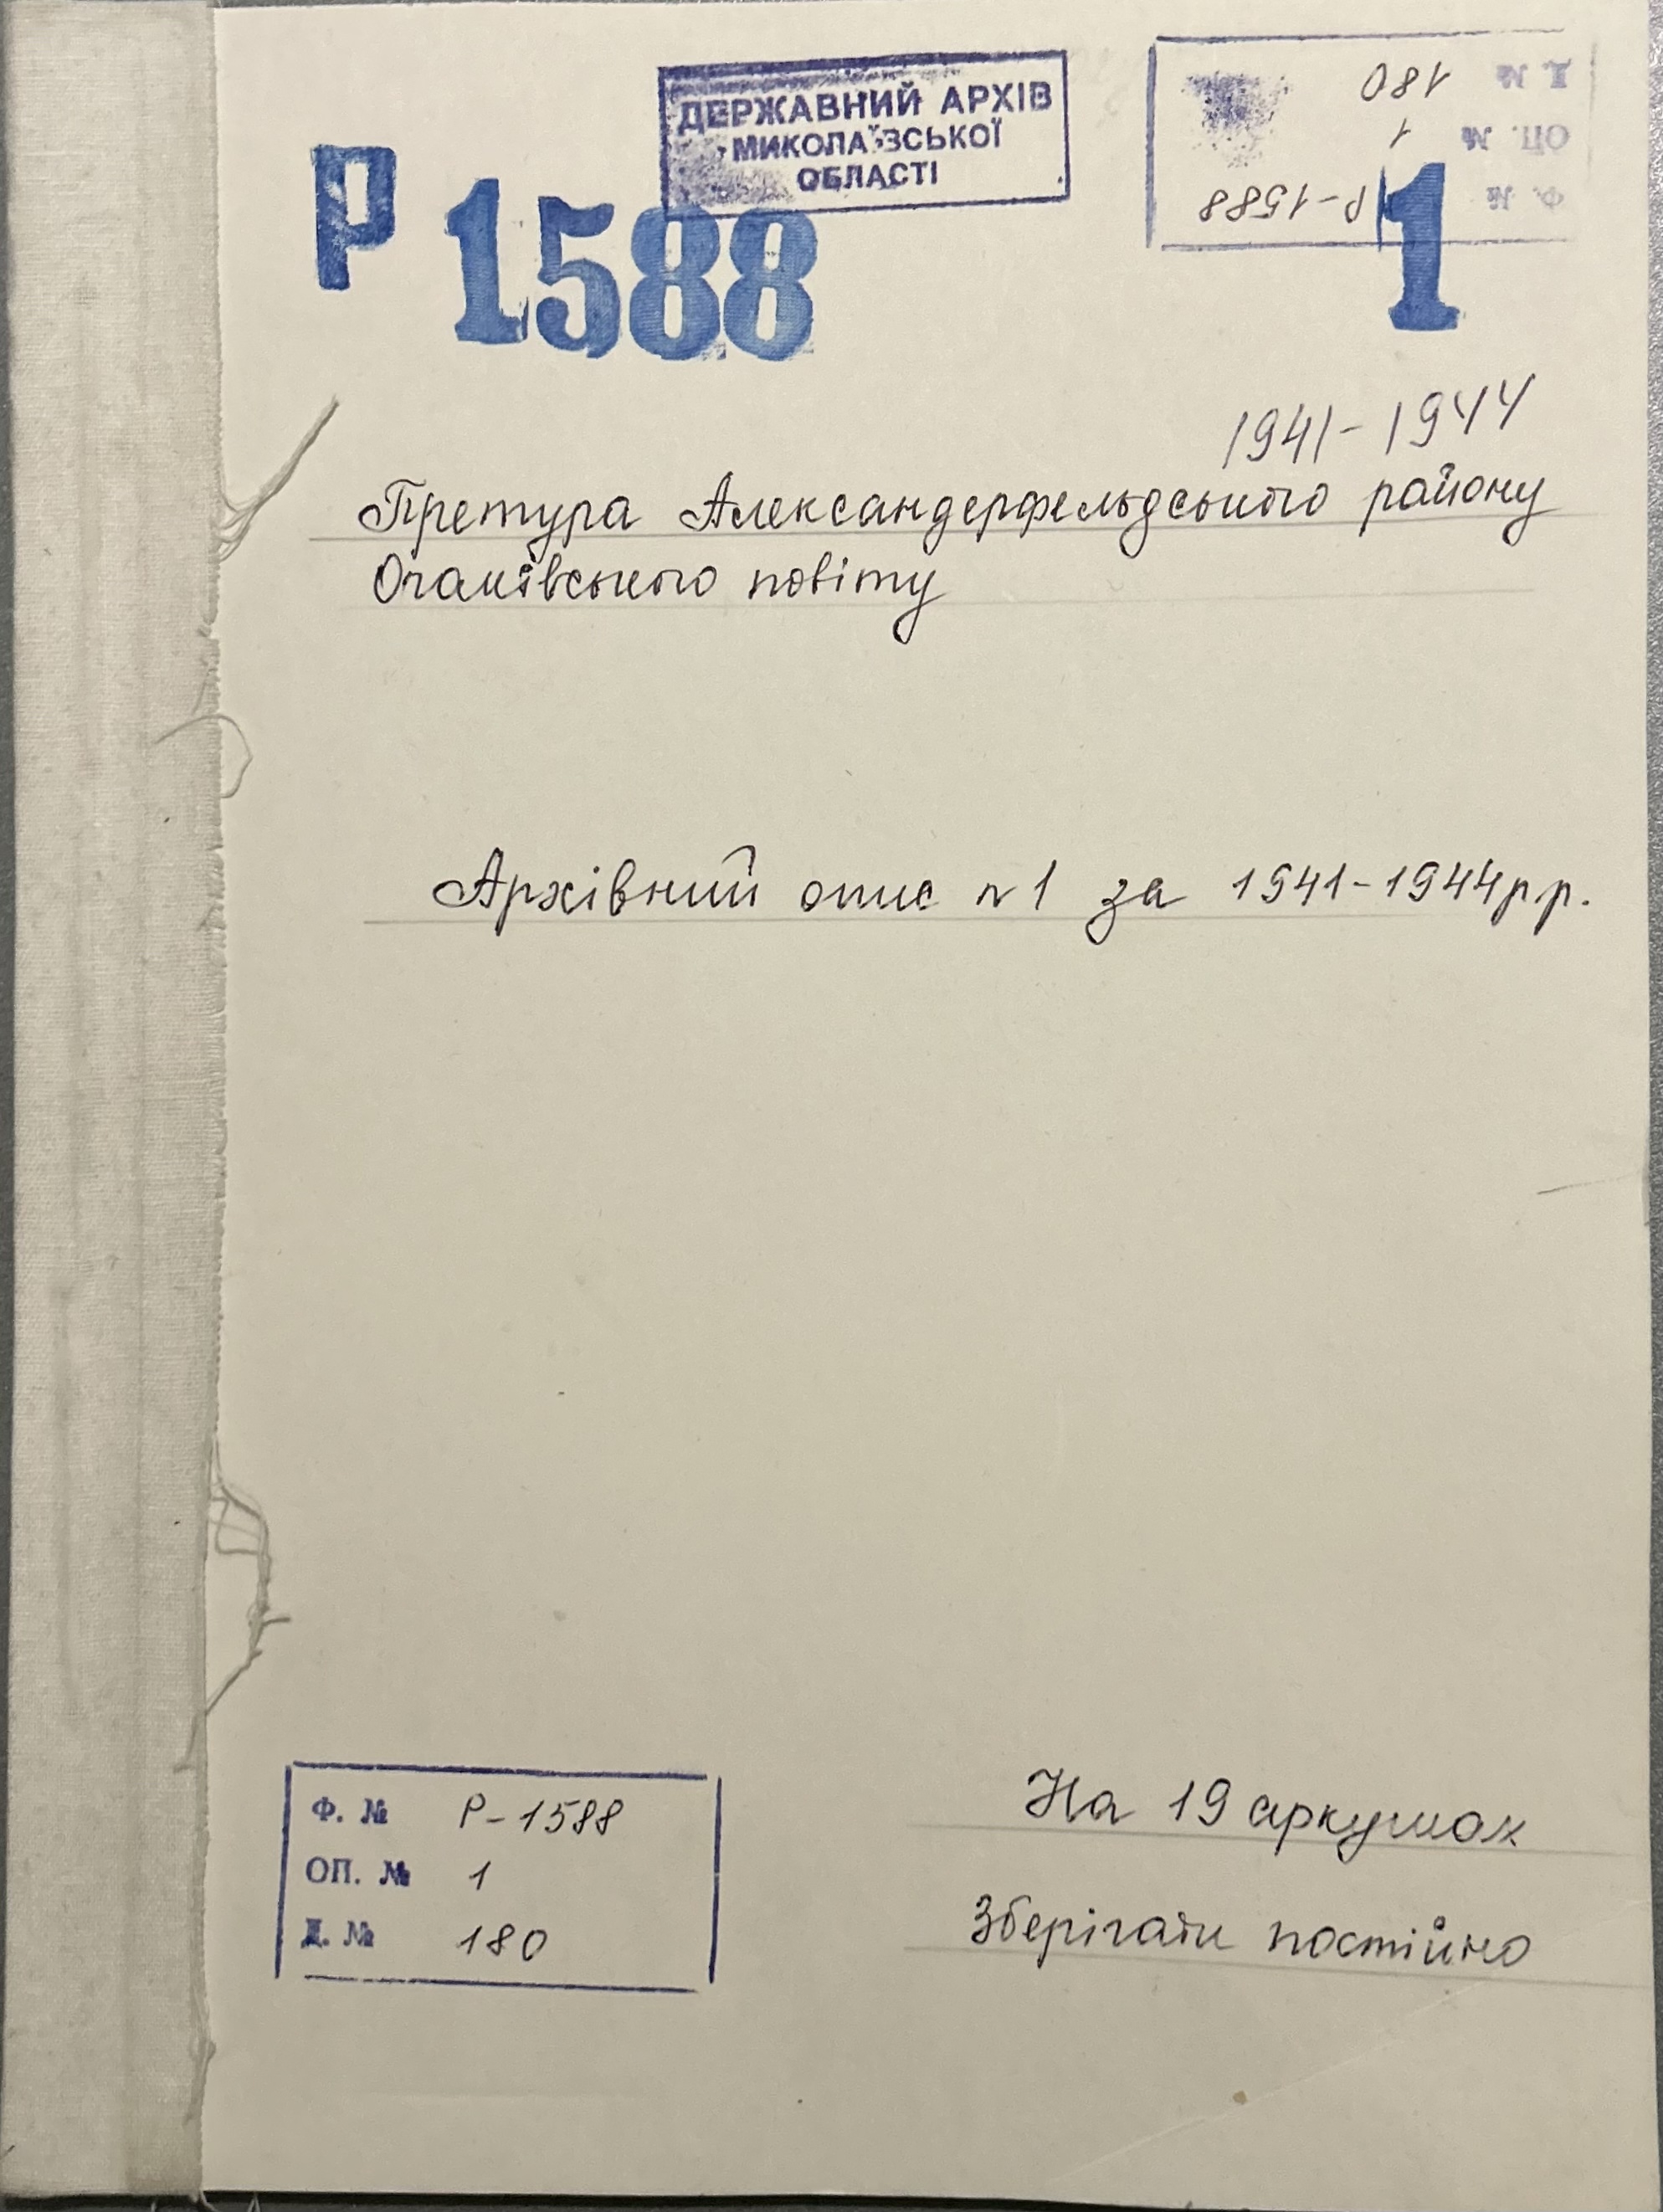 ДЕРЖАВНИЙ АРХІВ
МИКОЛАЇВСЬКОЇ
ОБЛАСТІ
Ф. № Р-1588
ОП. № 1
Д. № 180
Р 1588
1
1941-1944
Претура Александерфельдського району
Очаківського повіту
Архівний опис №1 за 1941-1944р.р.
Ф. № Р-1588
ОП. № 1
Д. № 180
На 19 аркушах
Зберігати постійно